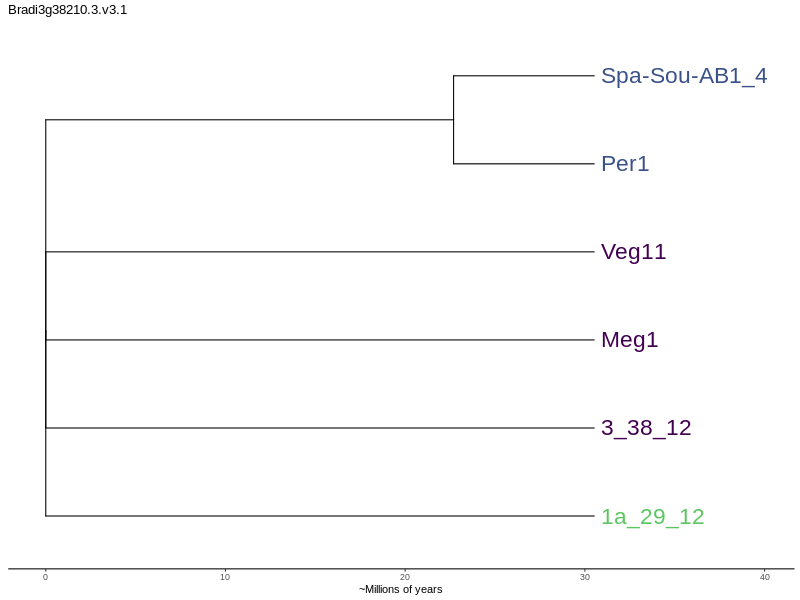 Bradi3g38210.3.v3.1
Spa-Sou-AB1_4
Per1
Veg11
Meg1
3_38_12
1a_29_12
0 10 20 30 40
~Millions of years